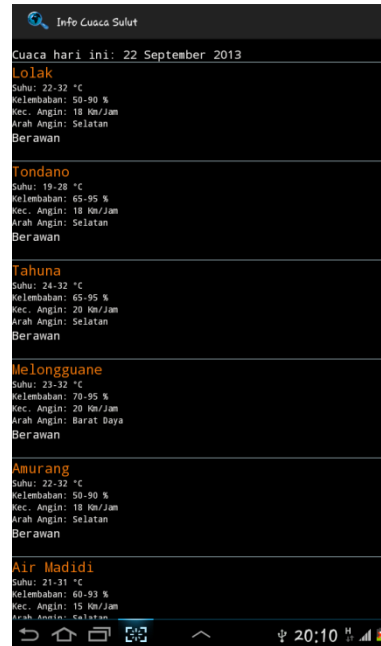 Info Cuaca Sulut
Cuaca hari ini: 22 September 2013
Lolak
Suhu: 22-32 °C
Kelembaban: 50-90 %
Kec. Angin: 18 Km/Jam
Arah Angin: Selatan
Berawan
Tondano
Suhu: 19-28 °C
Kelembaban: 65-95 %
Kec. Angin: 18 Km/Jam
Arah Angin: Selatan
Berawan
Tahuna
Suhu: 24-32 °C
Kelembaban: 65-95 %
Kec. Angin: 20 Km/Jam
Arah Angin: Selatan
Berawan
Melongguane
Suhu: 23-32 °C
Kelembaban: 70-95 %
Kec. Angin: 20 Km/Jam
Arah Angin: Barat Daya
Berawan
Amurang
Suhu: 22-32 °C
Kelembaban: 50-90 %
Kec. Angin: 18 Km/Jam
Arah Angin: Selatan
Berawan
Air Madidi
Suhu: 21-31 °C
Kelembaban: 60-93 %
Kec. Angin: 15 Km/Jam
Arah Angin: Selatan
20:10 H